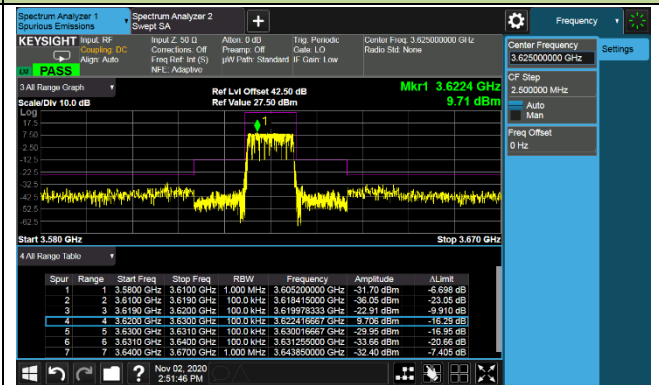 Spectrum Analyzer 1
Spurious Emissions
Spectrum Analyzer 2
Swept SA
Frequency
KEYSIGHT
Input: RF
Coupling: DC
Align: Auto
Input Z: 50 Ω
Corrections: Off
Freq Ref: Int (S)
NFE: Adaptive
Atten: 0 dB
Preamp: Off
µW Path: Standard
Trig: Periodic
Gate: LO
IF Gain: Low
Center Freq: 3.625000000 GHz
Radio Std: None
PASS
Center Frequency
3.625000000 GHz
Settings
CF Step
2.500000 MHz
Auto
Man
Freq Offset
0 Hz
3 All Range Graph
Scale/Div 10.0 dB
Ref Lvl Offset 42.50 dB
Ref Value 27.50 dBm
Mkr1 3.6224 GHz
9.71 dBm
Log
17.5
7.50
-2.50
-12.5
-22.5
-32.5
-42.5
-52.5
-62.5
1
Start 3.580 GHz
Stop 3.670 GHz
4 All Range Table
Spur Range Start Freq Stop Freq RBW Frequency Amplitude ΔLimit
1 1 3.5800 GHz 3.6100 GHz 1.000 MHz 3.605200000 GHz -31.70 dBm -6.698 dB
2 2 3.6100 GHz 3.6190 GHz 100.0 kHz 3.618415000 GHz -36.05 dBm -23.05 dB
3 3 3.6190 GHz 3.6200 GHz 100.0 kHz 3.619978333 GHz -22.91 dBm -9.910 dB
4 4 3.6200 GHz 3.6300 GHz 100.0 kHz 3.622416667 GHz 9.706 dBm -16.29 dB
5 5 3.6300 GHz 3.6310 GHz 100.0 kHz 3.630016667 GHz -29.95 dBm -16.95 dB
6 6 3.6310 GHz 3.6400 GHz 100.0 kHz 3.631255000 GHz -33.66 dBm -20.66 dB
7 7 3.6400 GHz 3.6700 GHz 1.000 MHz 3.643850000 GHz -32.40 dBm -7.405 dB
Nov 02, 2020
2:51:46 PM